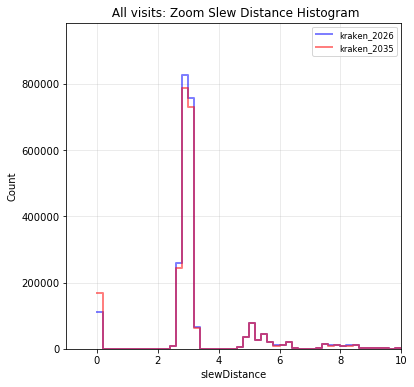 All visits: Zoom Slew Distance Histogram
kraken_2026
kraken_2035
800000
600000
400000
200000
0
Count
0 2 4 6 8 10
slewDistance